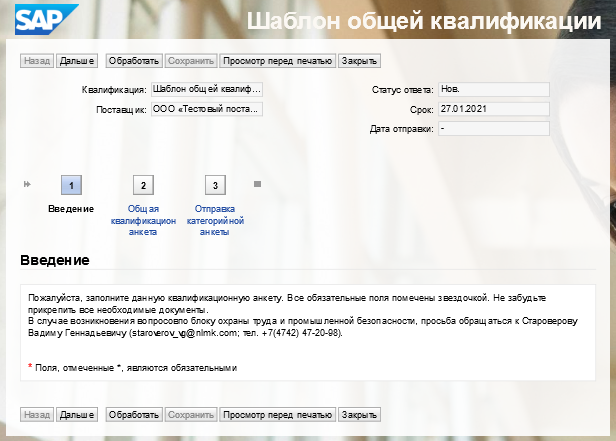 SAP
Шаблон общей квалификации
Назад Дальше Обработать Сохранить Просмотр перед печатью Закрыть
Квалификация: Шаблон общей квалиф... Статус ответа: Нов.
Поставщик: ООО «Тестовый поста... Срок: 27.01.2021
Дата отправки: -
1 2 3
Введение Общая Отправка
квалификацион категорийной
анкета анкеты
Введение
Пожалуйста, заполните данную квалификационную анкету. Все обязательные поля помечены звездочкой. Не забудьте
прикрепить все необходимые документы.
В случае возникновения вопросовпо блоку охраны труда и промышленной безопасности, просьба обращаться к Староверову
Вадиму Геннадьевичу (staroverov_vg@nlmk.com; тел. +7(4742) 47-20-98).
* Поля, отмеченные *, являются обязательными
Назад Дальше Обработать Сохранить Просмотр перед печатью Закрыть